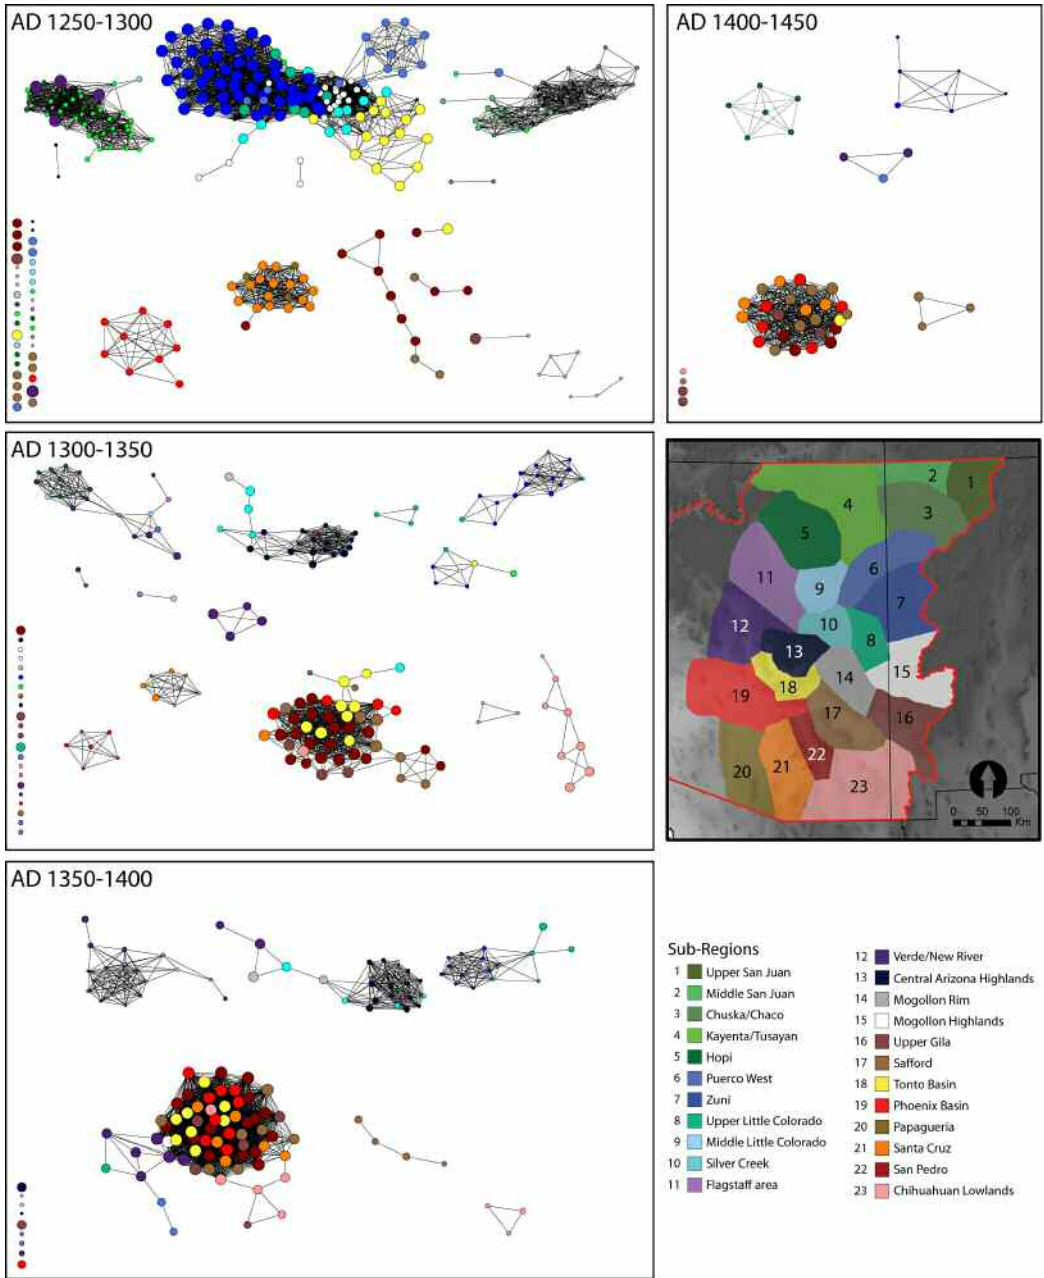 AD 1250-1300
AD 1400-1450
AD 1300-1350
2
1
4
3
5
6
11
9
7
12
10
8
13
14
15
18
19
17
16
22
20
21
23
0 50 100
Km
AD 1350-1400
Sub-Regions
1 Upper San Juan
2 Middle San Juan
3 Chuska/Chaco
4 Kayenta/Tusayan
5 Hopi
6 Puerco West
7 Zuni
8 Upper Little Colorado
9 Middle Little Colorado
10 Silver Creek
11 Flagstaff area
12 Verde/New River
13 Central Arizona Highlands
14 Mogollon Rim
15 Mogollon Highlands
16 Upper Gila
17 Safford
18 Tonto Basin
19 Phoenix Basin
20 Papagueria
21 Santa Cruz
22 San Pedro
23 Chihuahuan Lowlands